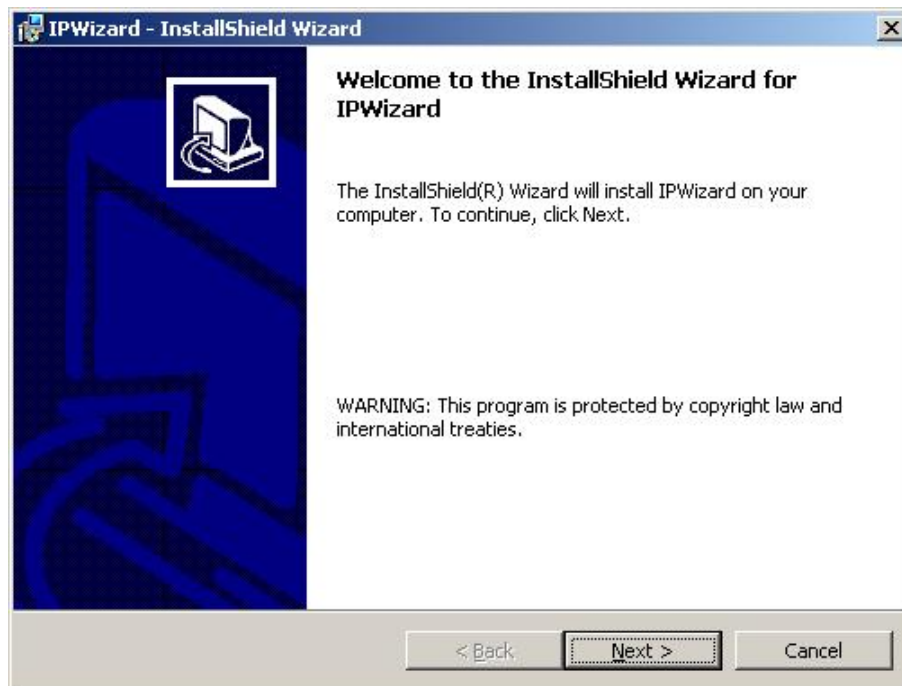 IPWizard - InstallShield Wizard
Welcome to the InstallShield Wizard for
IPWizard
The InstallShield(R) Wizard will install IPWizard on your
computer. To continue, click Next.
WARNING: This program is protected by copyright law and
international treaties.
< Back
Next >
Cancel